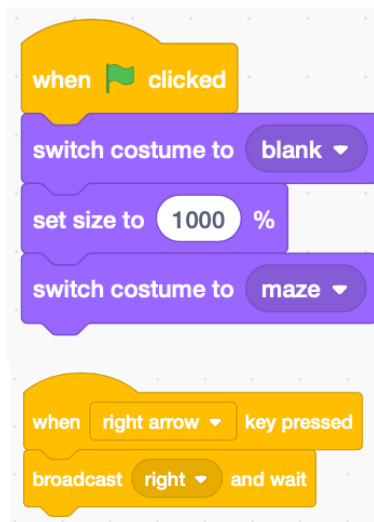 when clicked
switch costume to blank
set size to 1000 %
switch costume to maze
when right arrow key pressed
broadcast right and wait